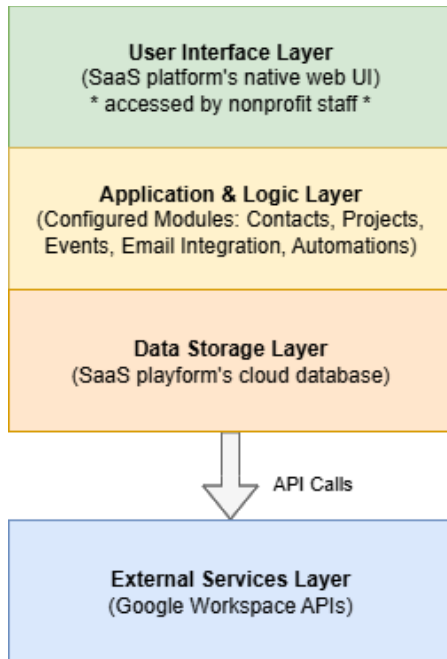 User Interface Layer
(SaaS platform's native web UI)
* accessed by nonprofit staff *
Application & Logic Layer
(Configured Modules: Contacts, Projects,
Events, Email Integration, Automations)
Data Storage Layer
(SaaS playform's cloud database)
API Calls
External Services Layer
(Google Workspace APIs)